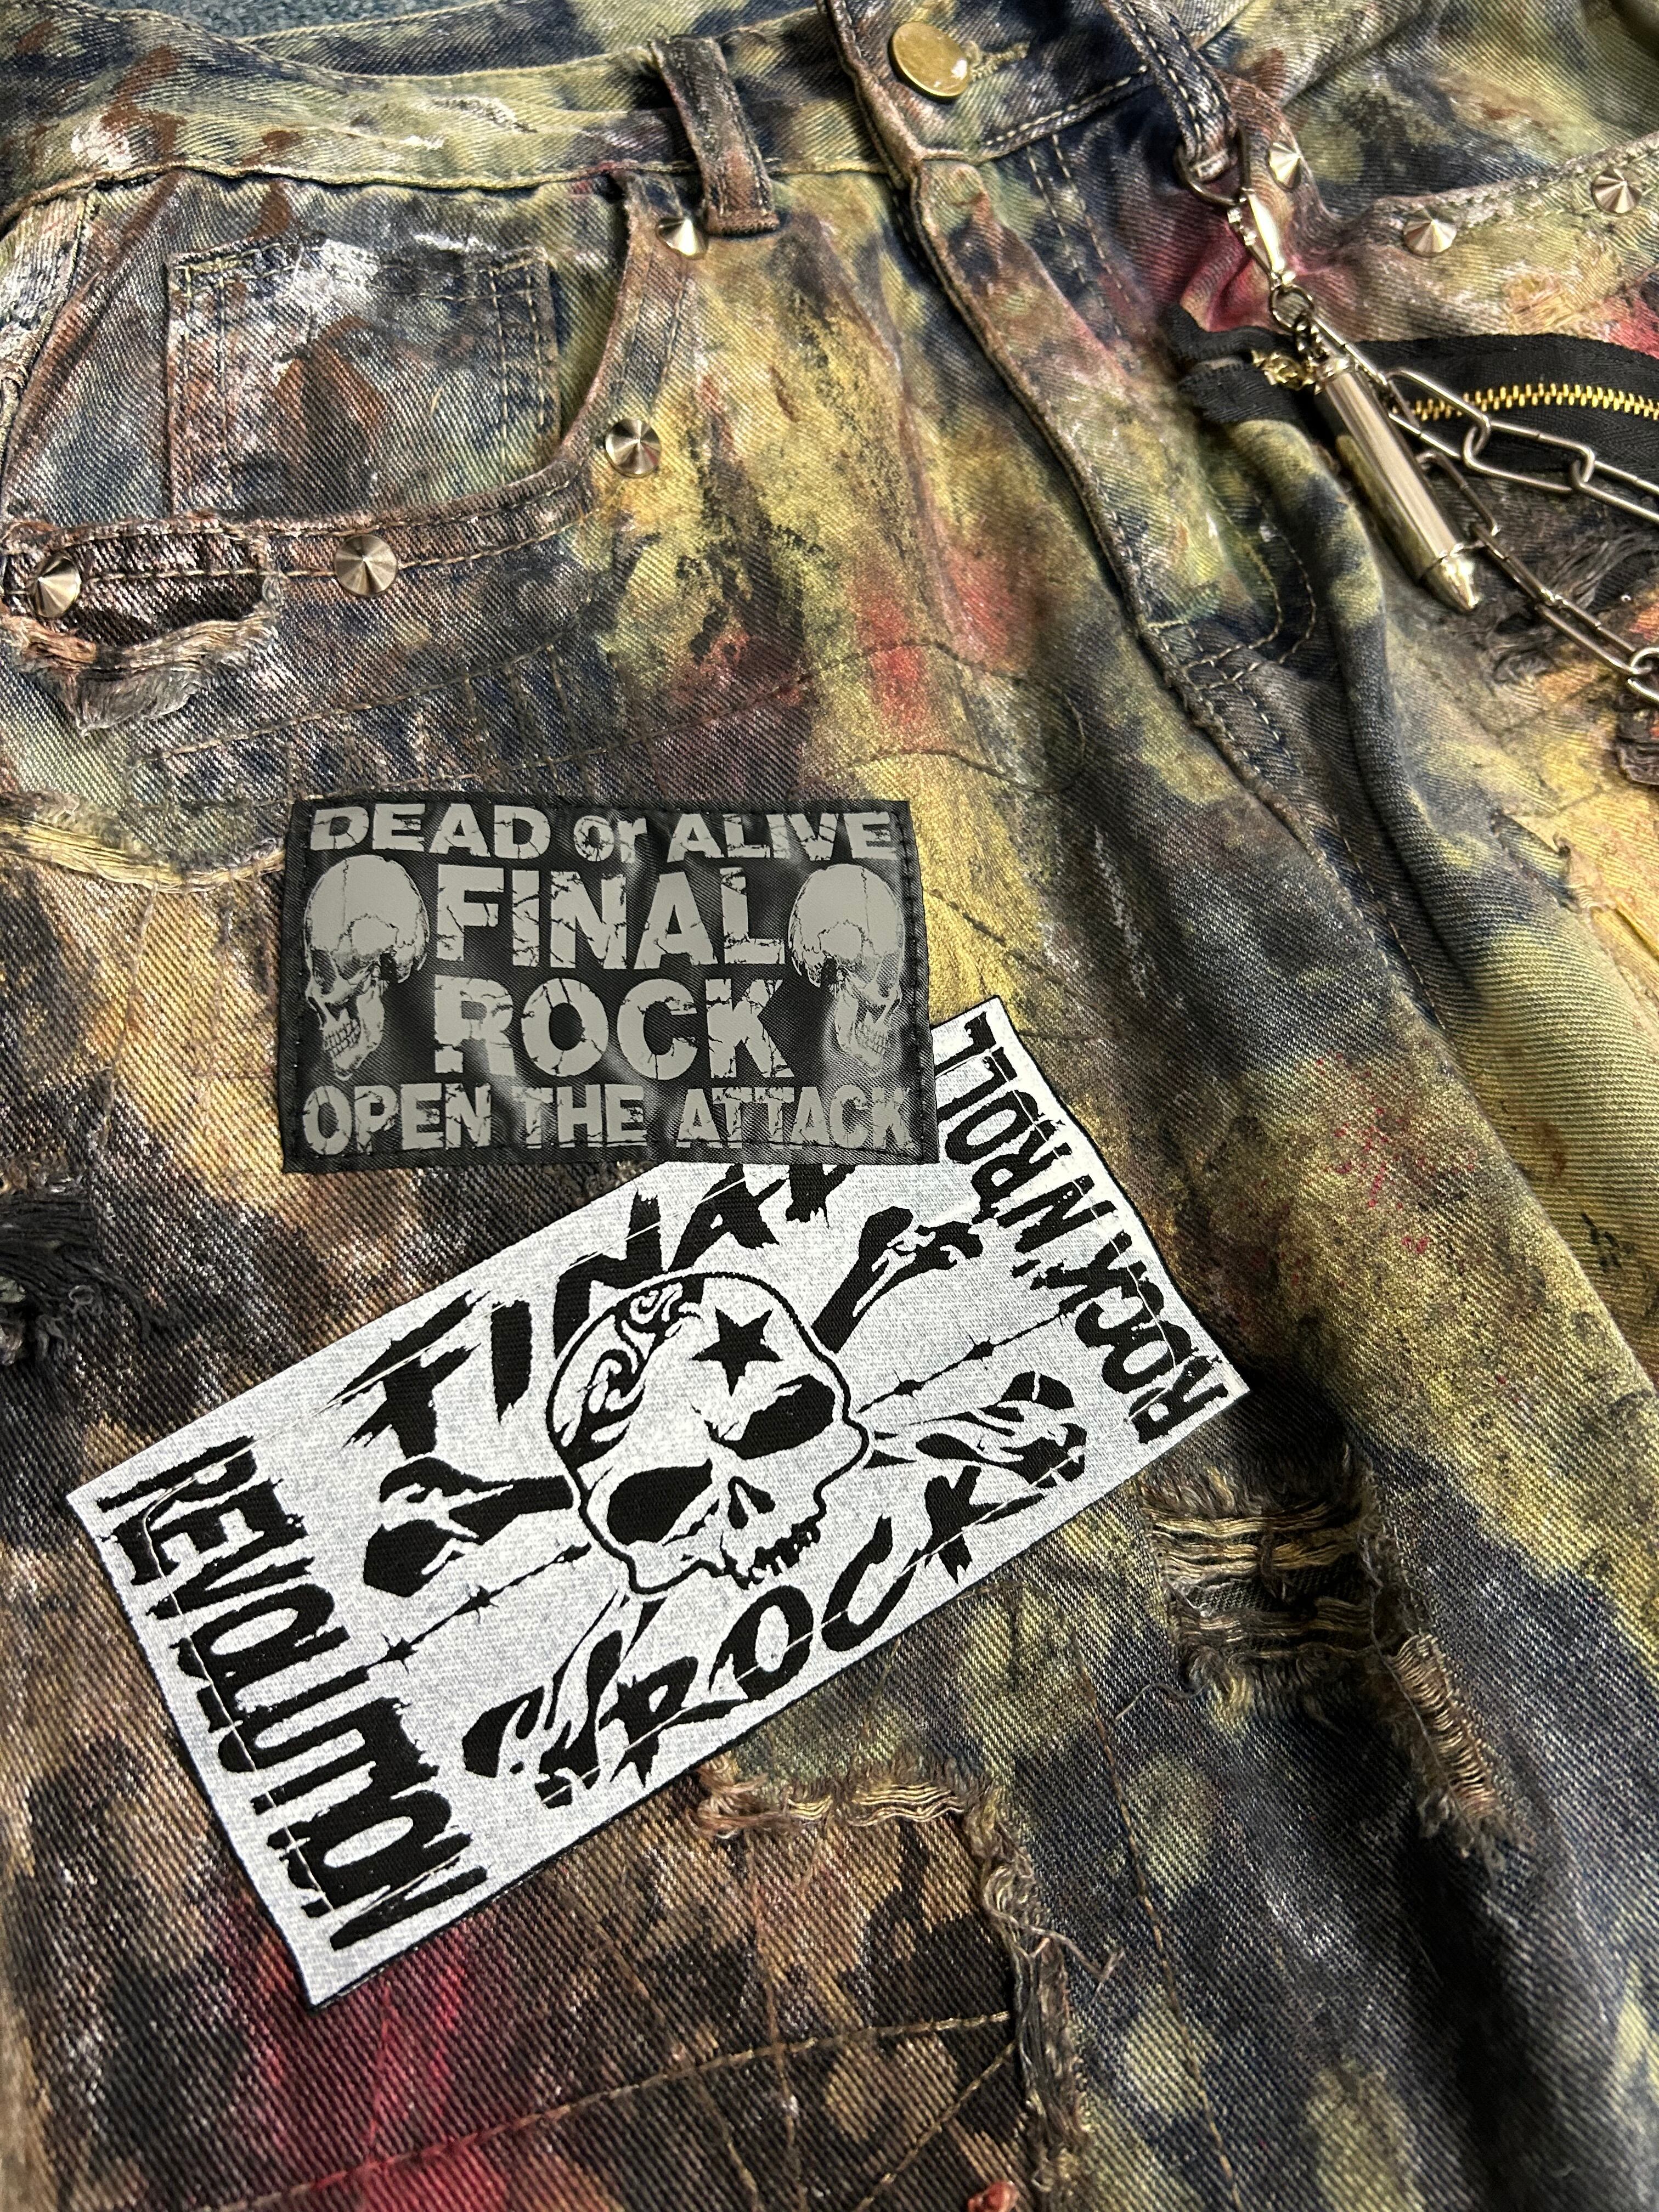 DEAD or ALIVE
FINAL
ROCK
OPEN THE ATTACK
FINAL
ROCK
REVOLUTION
ROCK'N'ROLL